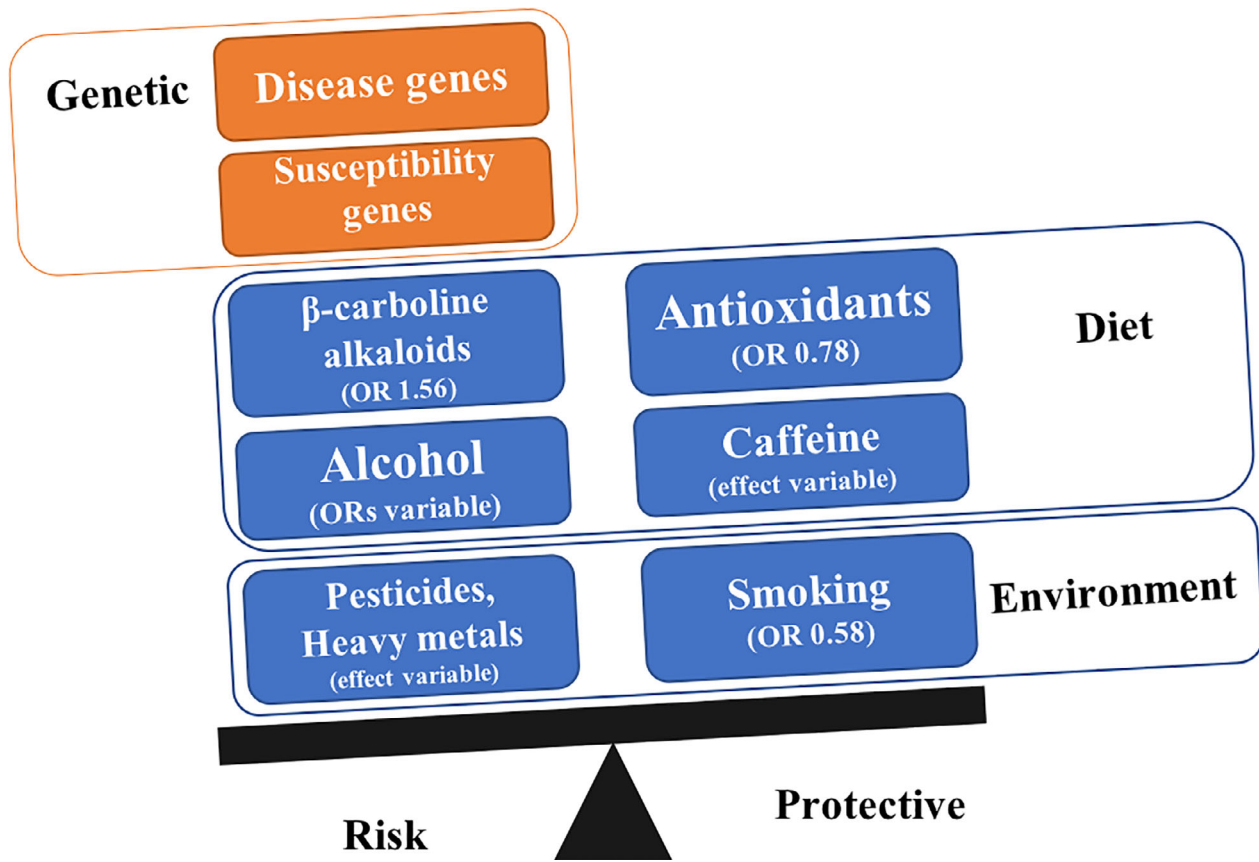 Genetic
Disease genes
Susceptibility
genes
β-carboline
alkaloids
(OR 1.56)
Antioxidants
(OR 0.78)
Diet
Alcohol
(ORs variable)
Caffeine
(effect variable)
Pesticides,
Heavy metals
(effect variable)
Smoking
(OR 0.58)
Environment
Risk
Protective